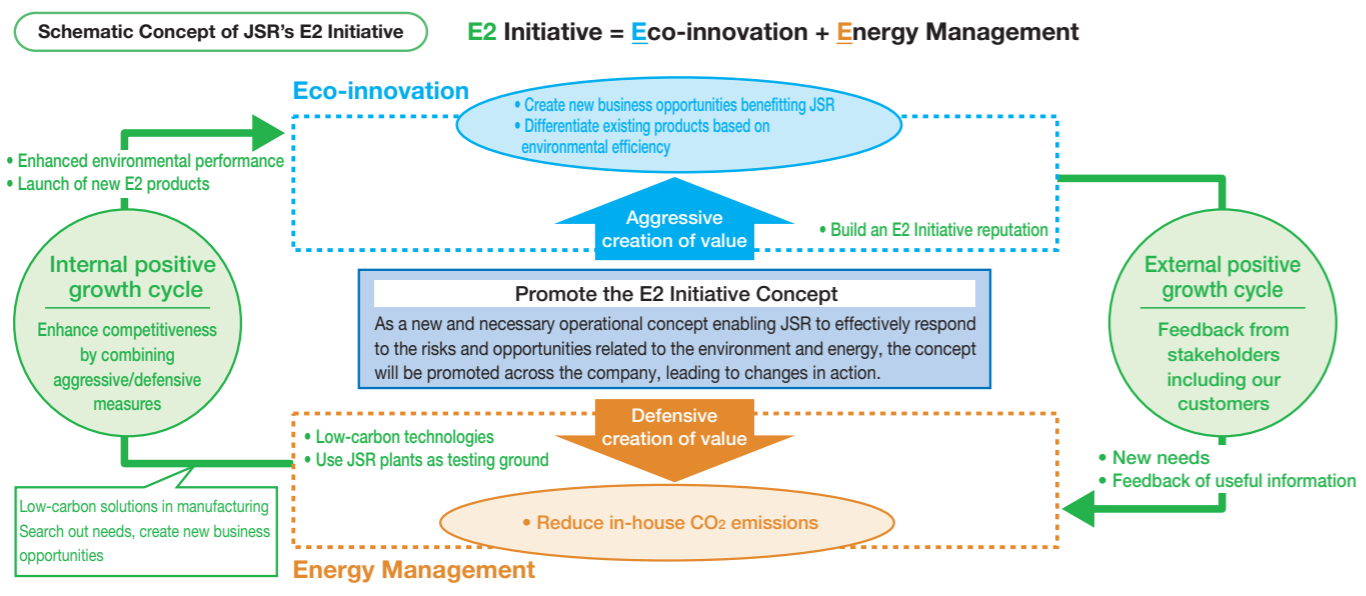 Schematic Concept of JSR's E2 Initiative
E2 Initiative = Eco-innovation + Energy Management
Eco-innovation
• Create new business opportunities benefitting JSR
• Differentiate existing products based on
environmental efficiency
• Enhanced environmental performance
• Launch of new E2 products
Aggressive
creation of value
• Build an E2 Initiative reputation
Internal positive
growth cycle
Enhance competitiveness
by combining
aggressive/defensive
measures
Promote the E2 Initiative Concept
As a new and necessary operational concept enabling JSR to effectively respond
to the risks and opportunities related to the environment and energy, the concept
will be promoted across the company, leading to changes in action.
External positive
growth cycle
Feedback from
stakeholders
including our
customers
Defensive
creation of value
• Low-carbon technologies
• Use JSR plants as testing ground
• New needs
• Feedback of useful information
Low-carbon solutions in manufacturing
Search out needs, create new business
opportunities
• Reduce in-house CO₂ emissions
Energy Management